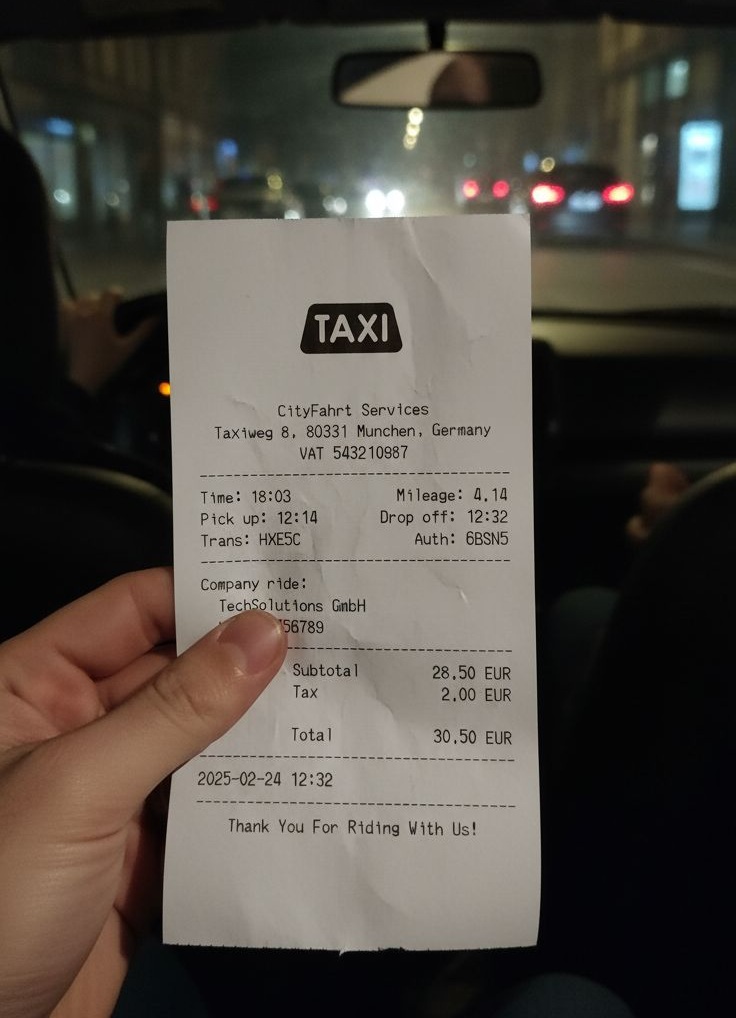 TAXI
CityFahrt Services
Taxiweg 8, 80331 Munchen, Germany
VAT 543210987
Time: 18:03 Mileage: 4.14
Pick up: 12:14 Drop off: 12:32
Trans: HXE5C Auth: 6BSN5
Company ride:
TechSolutions GmbH
56789
Subtotal 28.50 EUR
Tax 2.00 EUR
Total 30.50 EUR
2025-02-24 12:32
Thank You For Riding With Us!